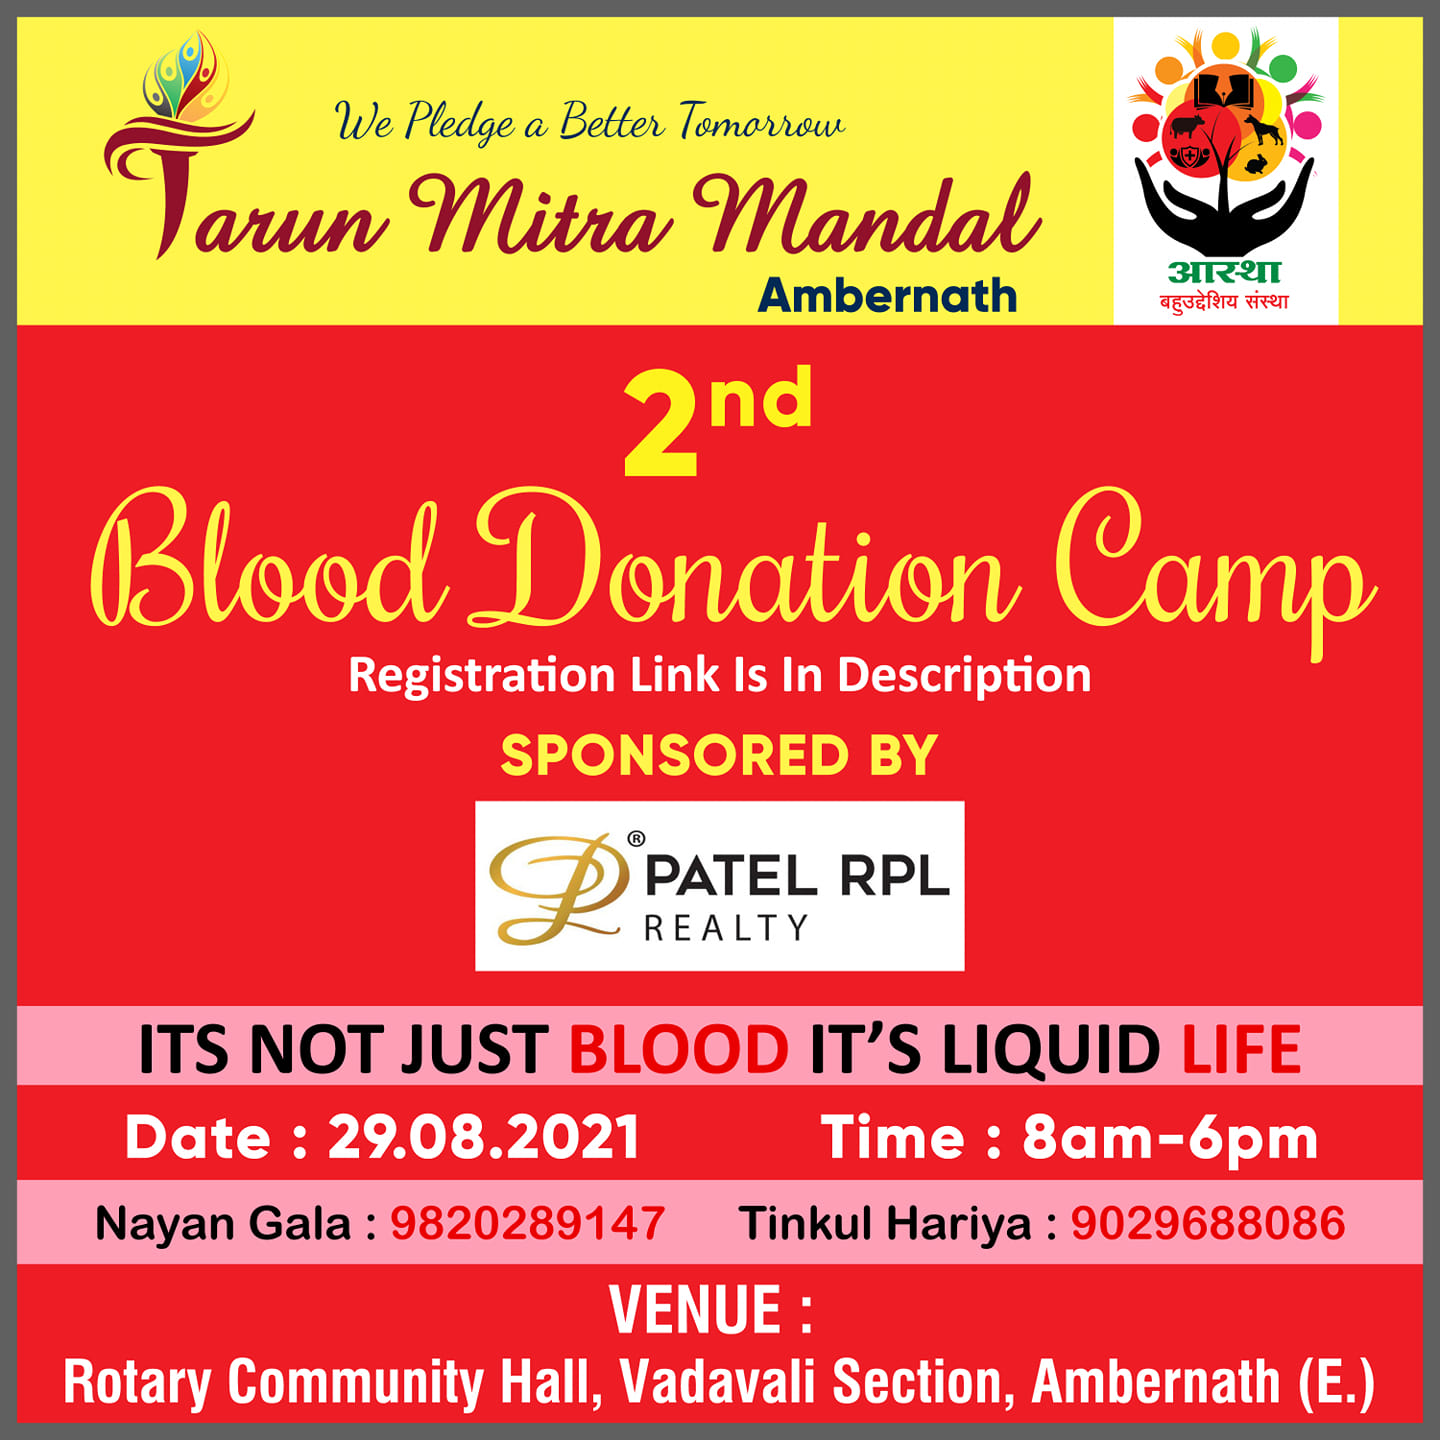 We Pledge a Better Tomorrow
Tarun Mitra Mandal
Ambernath
आस्था
बहुउद्देशिय संस्था
2nd
Blood Donation Camp
Registration Link Is In Description
SPONSORED BY
PATEL RPL ®
REALTY
ITS NOT JUST BLOOD IT’S LIQUID LIFE
Date : 29.08.2021 Time : 8am-6pm
Nayan Gala : 9820289147 Tinkul Hariya : 9029688086
VENUE :
Rotary Community Hall, Vadavali Section, Ambernath (E.)